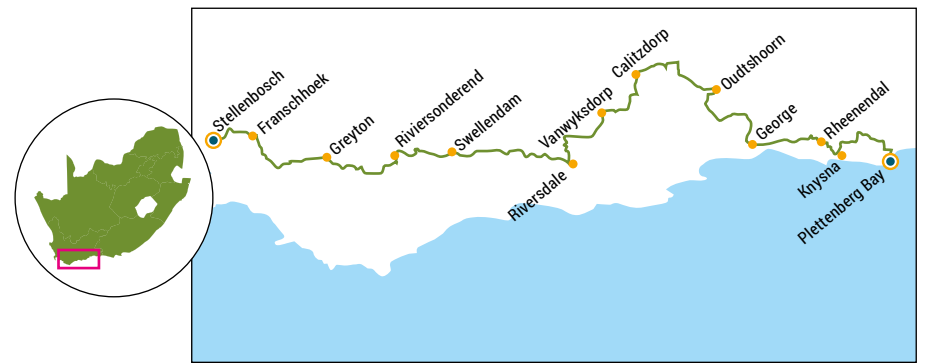 Stellenbosch
Franschhoek
Greyton
Riviersonderend
Swellendam
Riversdale
Vanwyksdorp
Calitzdorp
Oudtshoorn
George
Rheenendal
Knysna
Plettenberg Bay